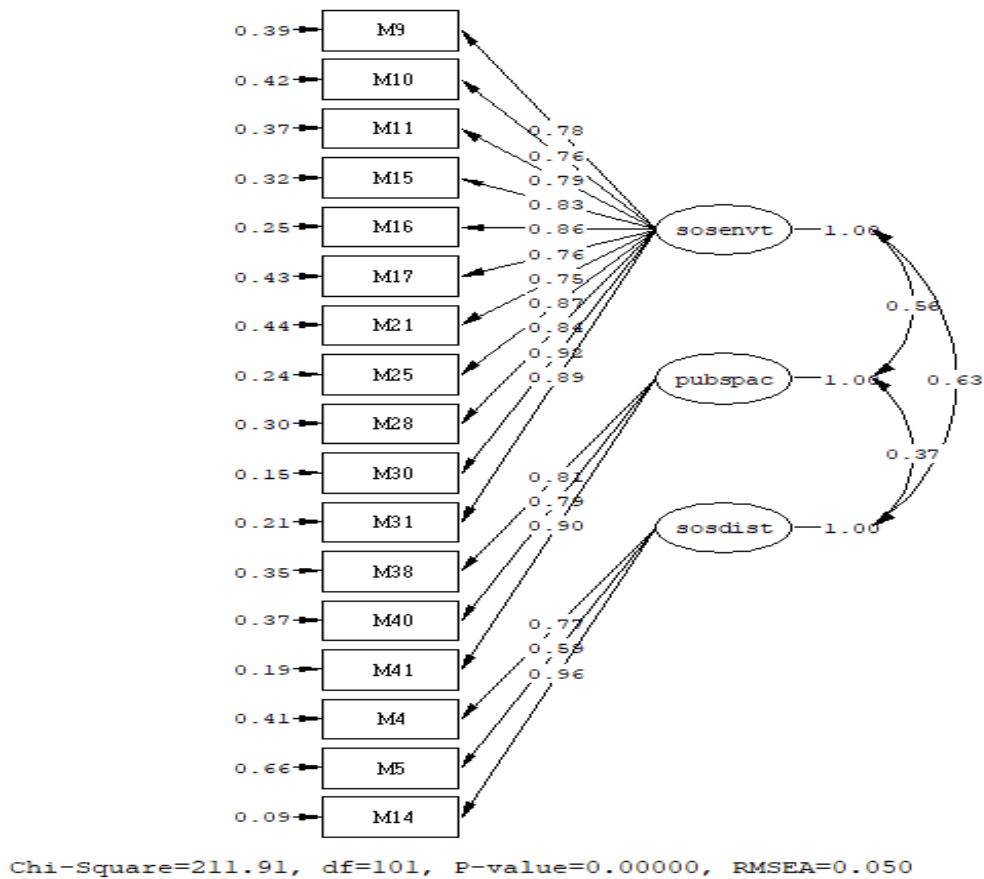 0.39 M9
0.42 M10
0.37 M11
0.78
0.76
0.32 M15
0.79
0.83
0.25 M16
0.86
sosenvt 1.00
0.43 M17
0.76
0.75
0.87
0.56
0.44 M21
0.84
0.92
0.24 M25
0.89
pubspac 1.00
0.63
0.30 M28
0.37
0.15 M30
0.81
0.79
0.21 M31
0.90
sosdist 1.00
0.35 M38
0.37 M40
0.77
0.59
0.19 M41
0.96
0.41 M4
0.66 M5
0.09 M14
Chi-Square=211.91, df=101, P-value=0.00000, RMSEA=0.050